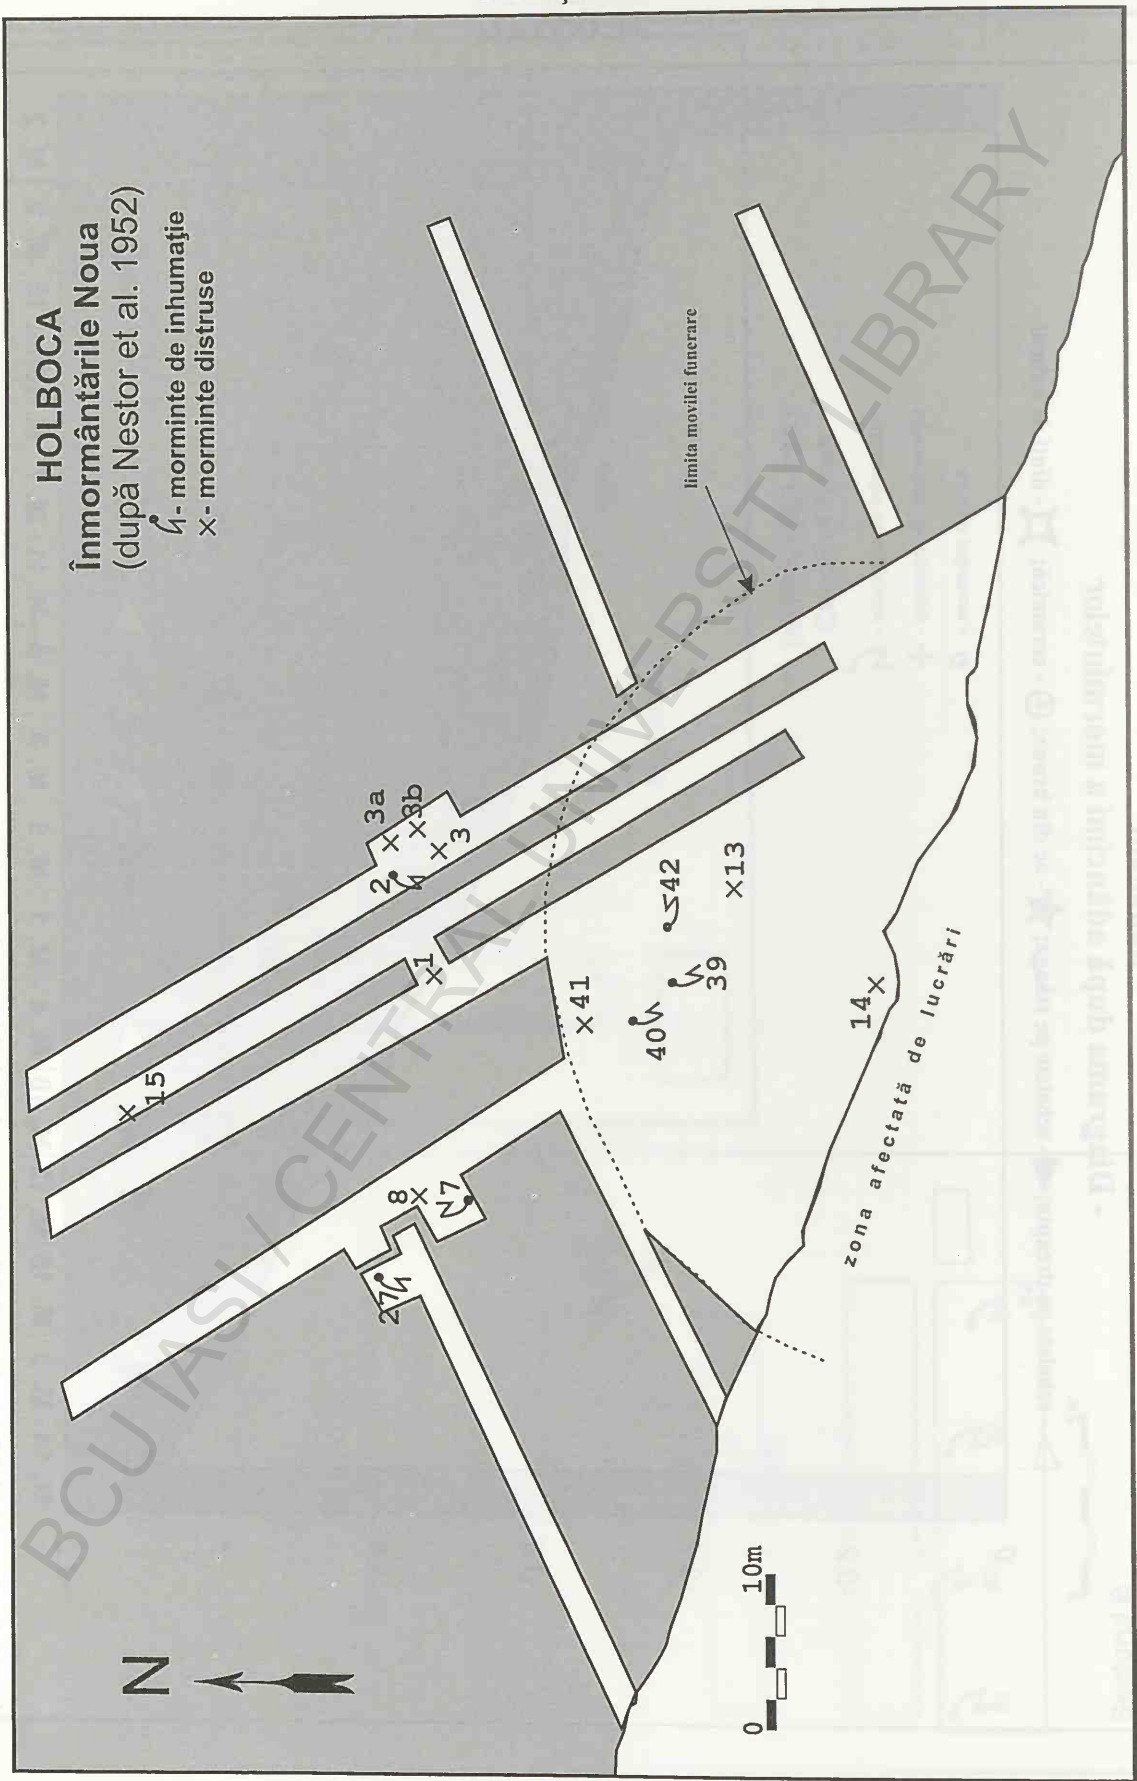 HOLBOCA
Înmormântările Noua
(după Nestor et al. 1952)
- morminte de inhumație
×- morminte distruse
N
limita movilei funerare
15
3a
3b
2
3
1
8
7
27
41
42
40
39
13
14
zona afectată de lucrări
0 10m
BCU IASI / CENTRAL UNIVERSITY LIBRARY